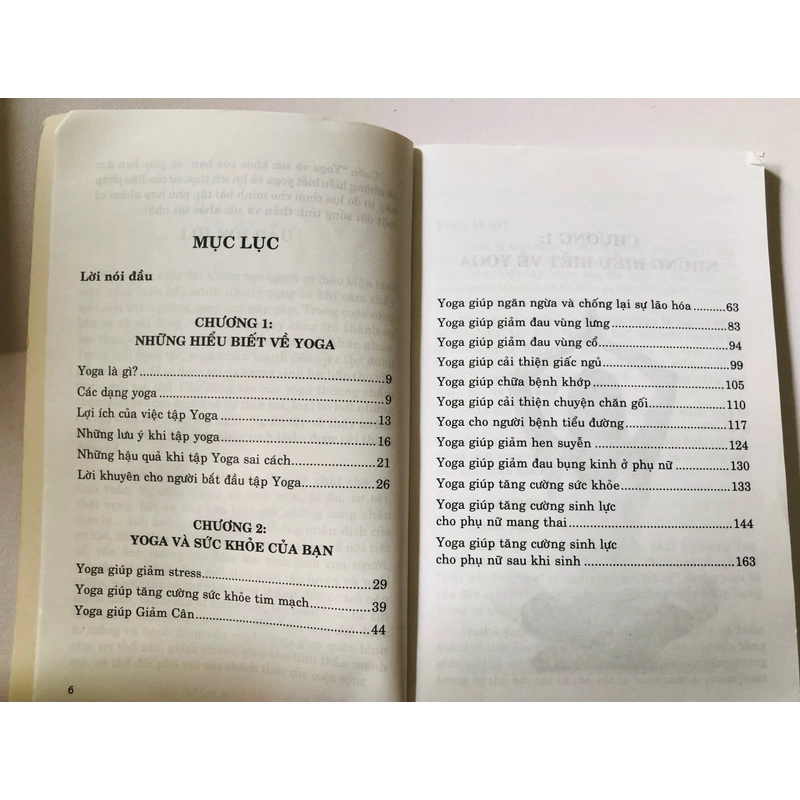 MỤC LỤC
Lời nói đầu
CHƯƠNG 1:
NHỮNG HIỂU BIẾT VỀ YOGA
Yoga là gì?..........9
Các dạng yoga..........9
Lợi ích của việc tập Yoga..........13
Những lưu ý khi tập yoga..........16
Những hậu quả khi tập Yoga sai cách..........21
Lời khuyên cho người bắt đầu tập Yoga..........26
CHƯƠNG 2:
YOGA VÀ SỨC KHỎE CỦA BẠN
Yoga giúp giảm stress..........29
Yoga giúp tăng cường sức khỏe tim mạch..........39
Yoga giúp Giảm Cân..........44
6
Yoga giúp ngăn ngừa và chống lại sự lão hóa..........63
Yoga giúp giảm đau vùng lưng..........83
Yoga giúp giảm đau vùng cổ..........94
Yoga giúp cải thiện giấc ngủ..........99
Yoga giúp chữa bệnh khớp..........105
Yoga giúp cải thiện chuyện chăn gối..........110
Yoga cho người bệnh tiểu đường..........117
Yoga giúp giảm hen suyễn..........124
Yoga giúp giảm đau bụng kinh ở phụ nữ..........130
Yoga giúp tăng cường sức khỏe..........133
Yoga giúp tăng cường sinh lực
cho phụ nữ mang thai..........144
Yoga giúp tăng cường sinh lực
cho phụ nữ sau khi sinh..........163